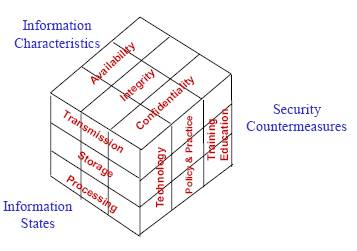 Information
Characteristics
Availability
Integrity
Confidentiality
Transmission
Storage
Processing
Technology
Policy & Practice
Training
Education
Security
Countermeasures
Information
States